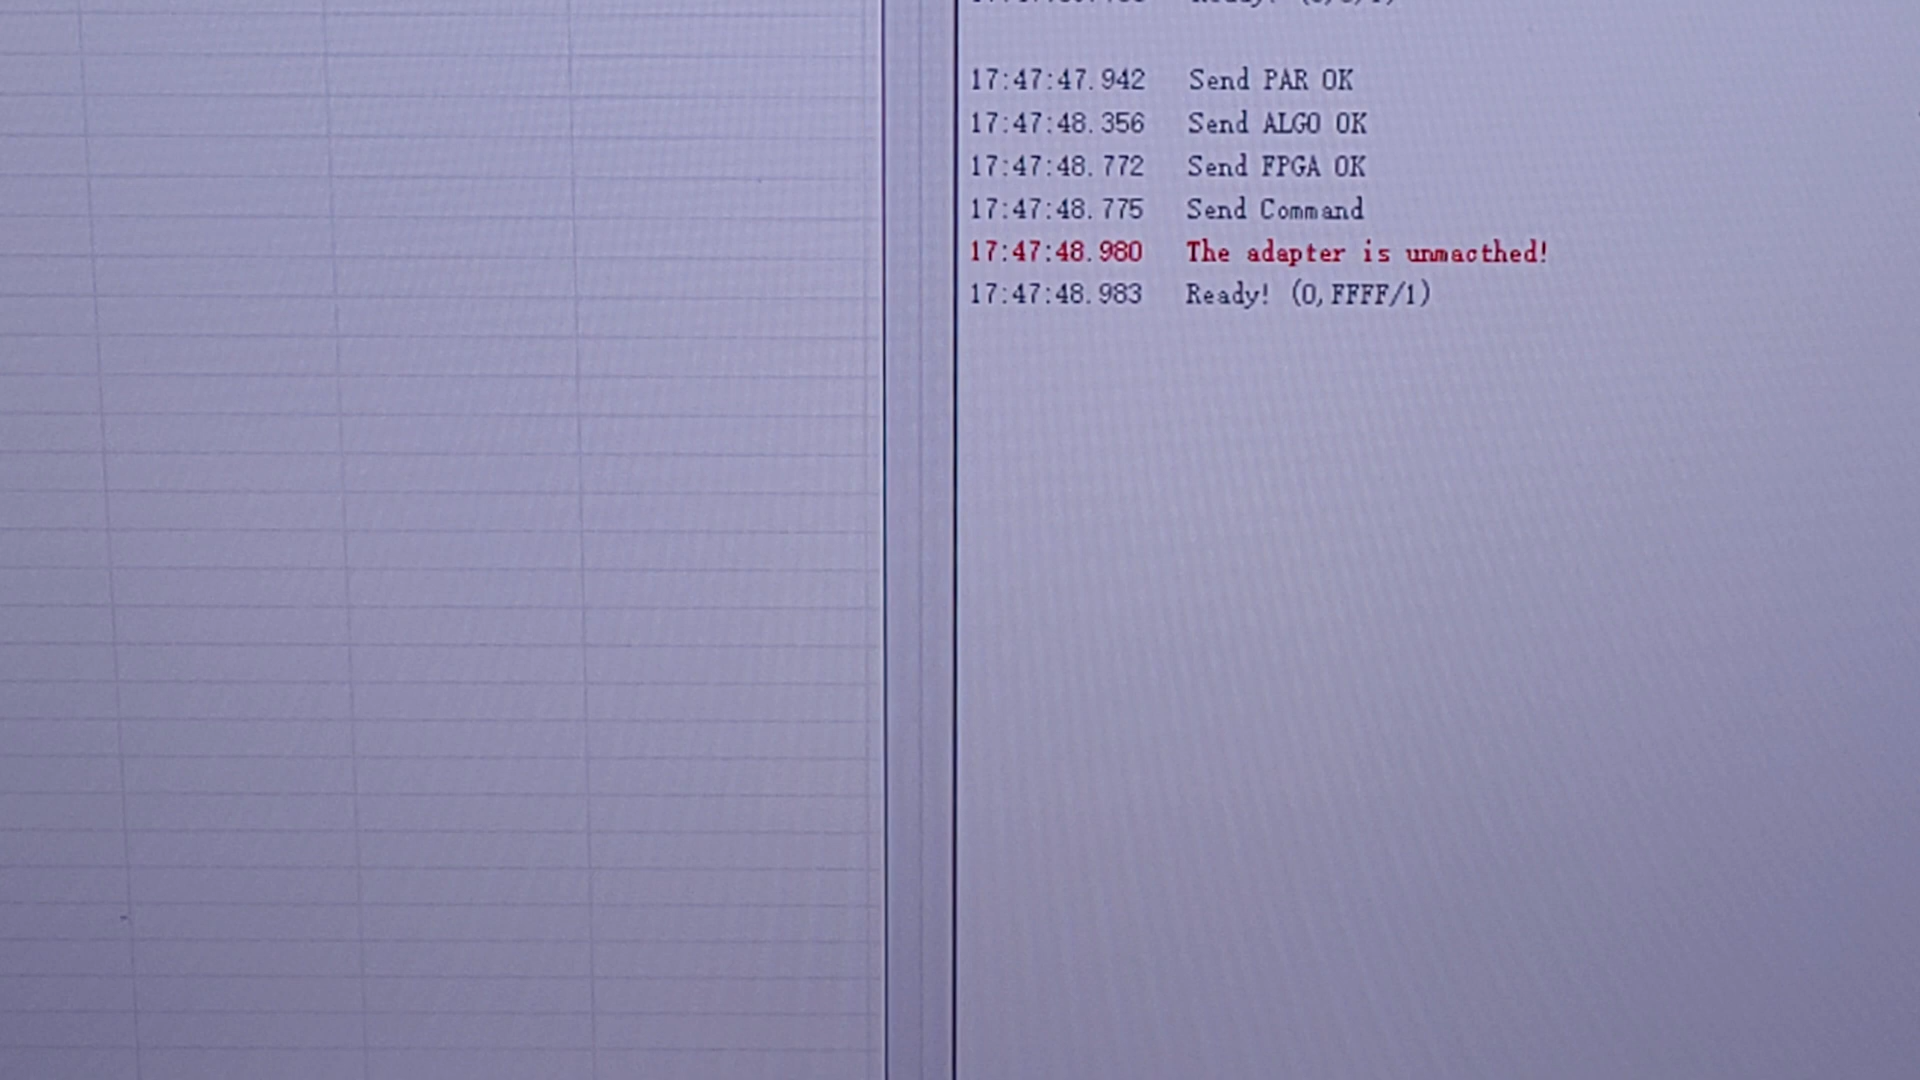 17:47:47.942 Send PAR OK
17:47:48.356 Send ALGO OK
17:47:48.772 Send FPGA OK
17:47:48.775 Send Command
17:47:48.980 The adapter is unmacthed!
17:47:48.983 Ready! (0,FFFF/1)